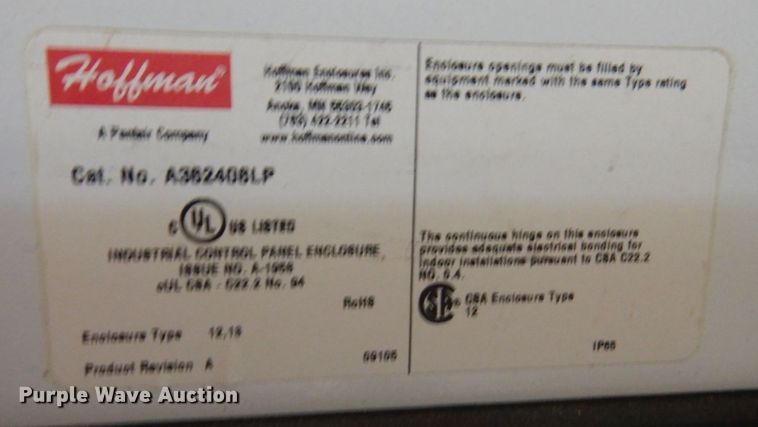 Hoffman
A Pentair Company
Hoffman Enclosures Inc.
2100 Hoffman Way
Anoka, MN 55303-1745
(763) 422-2211 Tel
www.hoffmanonline.com
Cat. No. A362408LP
C UL US LISTED
INDUSTRIAL CONTROL PANEL ENCLOSURE
ISSUE NO.
cUL CSA - C22.2 No. 94
RoHS
Enclosure Type 12,13
Product Revision A
Enclosure openings must be filled by
equipment marked with the same Type rating
as the enclosure.
The continuous hinge on this enclosure
provides adequate electrical bonding for
indoor installations pursuant to CSA C22.2
NO. 0.4.
CSA Enclosure Type
12
Purple Wave Auction